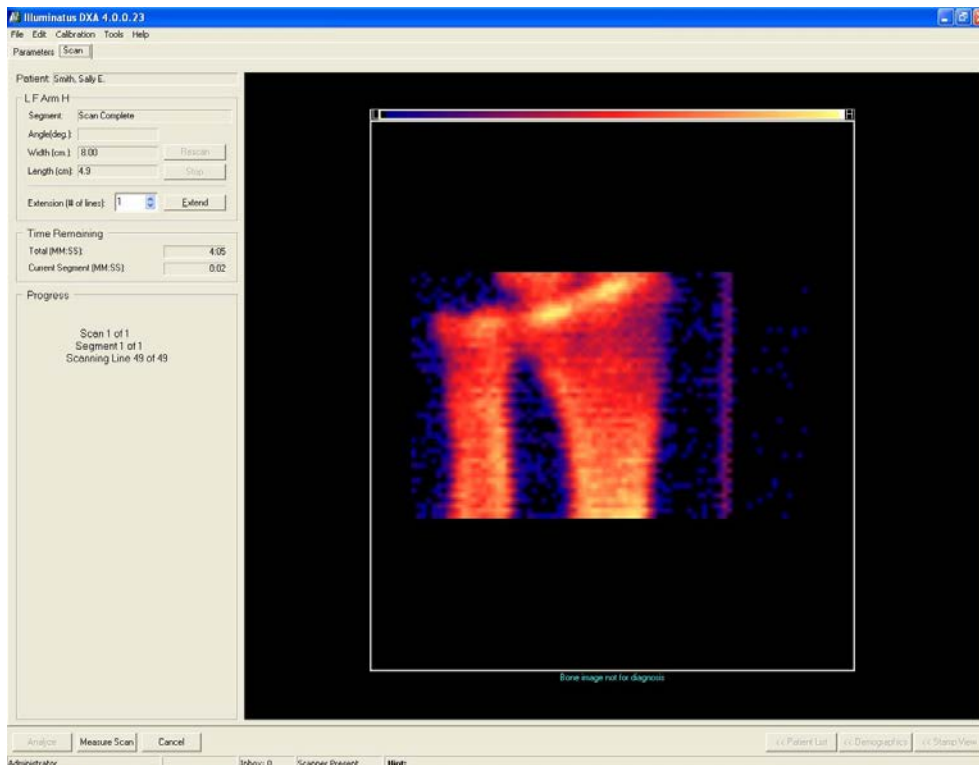 Illuminatus DXA 4.0.0.23
File Edit Calibration Tools Help
Parameters Scan
Patient: Smith, Sally E.
L F Arm H
Segment: Scan Complete
Angle(deg.):
Width (cm.): 8.00 Rescan
Length (cm): 4.9 Stop
Extension (# of lines): 1 Extend
Time Remaining
Total (MM:SS): 4:05
Current Segment (MM:SS) 0:02
Progress
Scan 1 of 1
Segment 1 of 1
Scanning Line 49 of 49
L H
Bone image not for diagnosis
Analyze Measure Scan Cancel << Patient List << Demographics << Stamp View
Administrator Inbox: 0 Scanner Present Hint: